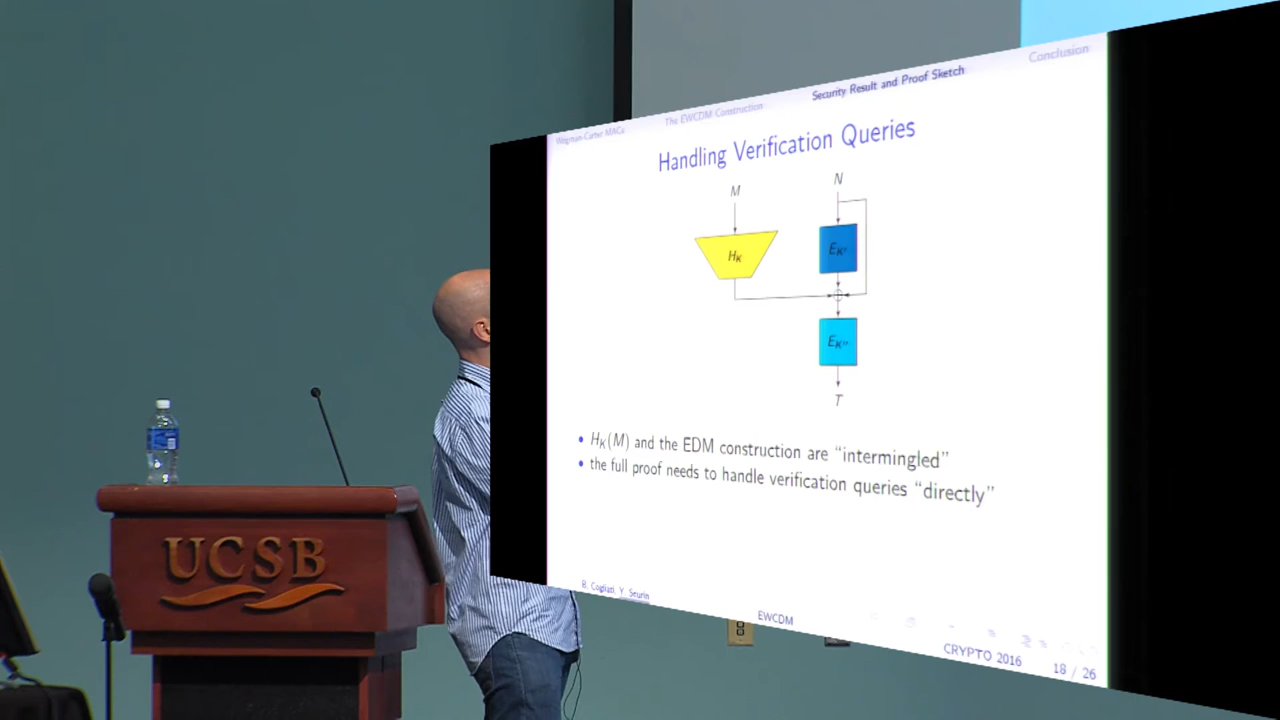 Conclusion
Security Result and Proof Sketch
The EWCDM Construction
Wegman-Carter MACs
Handling Verification Queries
M
N
H_K
E_K'
E_K''
T
• H_K(M) and the EDM construction are “intermingled”
• the full proof needs to handle verification queries “directly”
B. Cogliati, Y. Seurin
EWCDM
CRYPTO 2016
18 / 26
UCSB